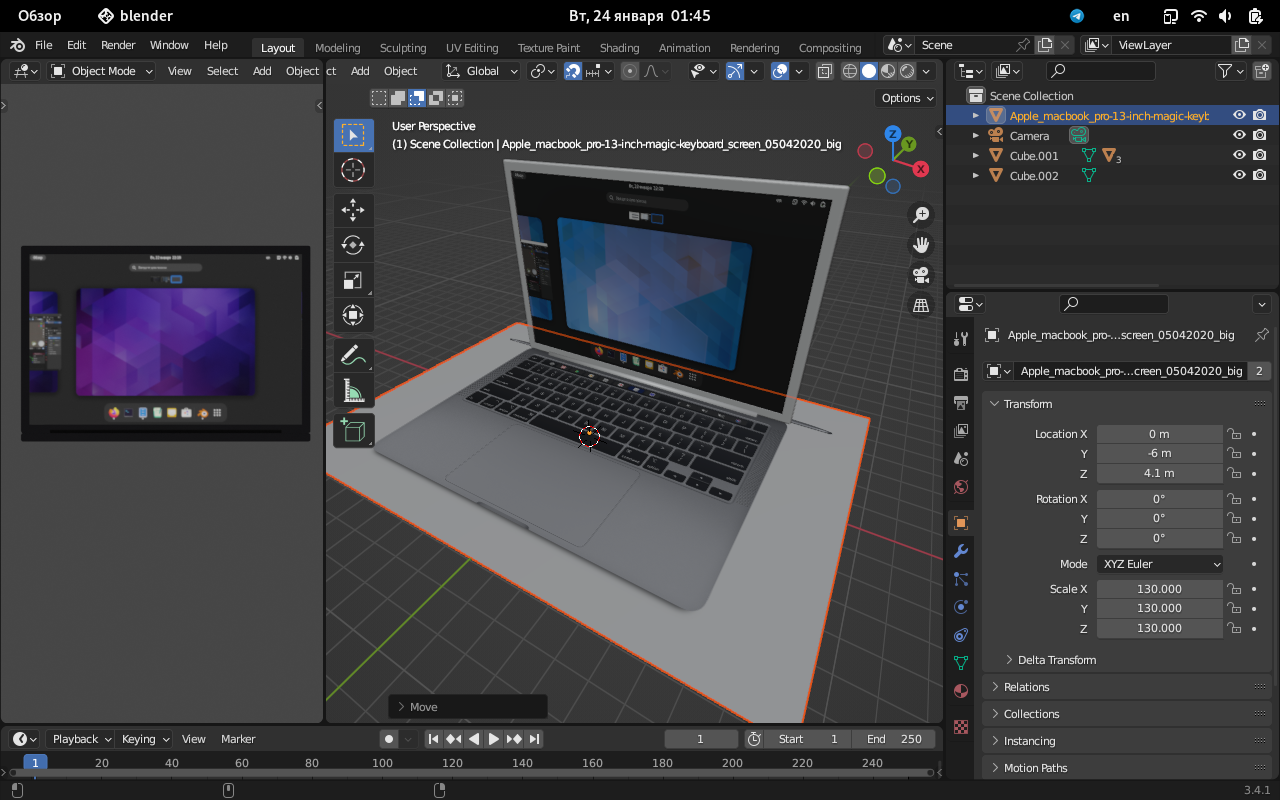 Обзор blender Вт, 24 января 01:45 en
File Edit Render Window Help Layout Modeling Sculpting UV Editing Texture Paint Shading Animation Rendering Compositing Scene ViewLayer
Object Mode View Select Add Object ct Add Object Global
Options
User Perspective
(1) Scene Collection | Apple_macbook_pro-13-inch-magic-keyboard_screen_05042020_big
Z
Y
X
Move
Scene Collection
Apple_macbook_pro-13-inch-magic-keyb
Camera
Cube.001 3
Cube.002
Apple_macbook_pro-...screen_05042020_big
Apple_macbook_pro-...creen_05042020_big 2
Transform
Location X 0 m
Y -6 m
Z 4.1 m
Rotation X 0°
Y 0°
Z 0°
Mode XYZ Euler
Scale X 130.000
Y 130.000
Z 130.000
Delta Transform
Relations
Collections
Instancing
Motion Paths
Playback Keying View Marker 1 Start 1 End 250
1 20 40 60 80 100 120 140 160 180 200 220 240
3.4.1